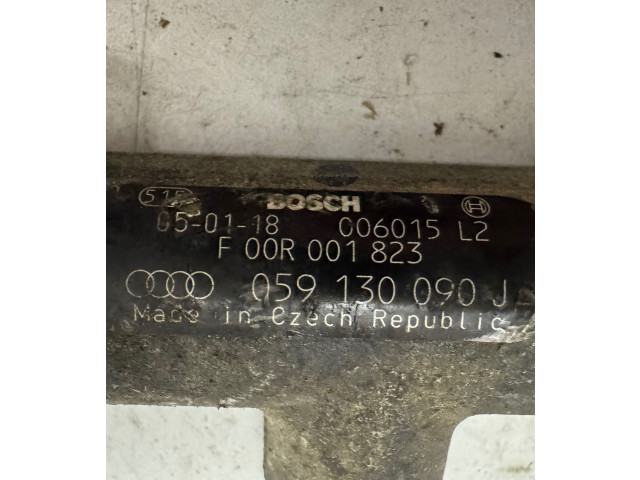 BOSCH
05-01-18 006015 L2
F 00R 001 823
059 130 090 J
Made in Czech Republic